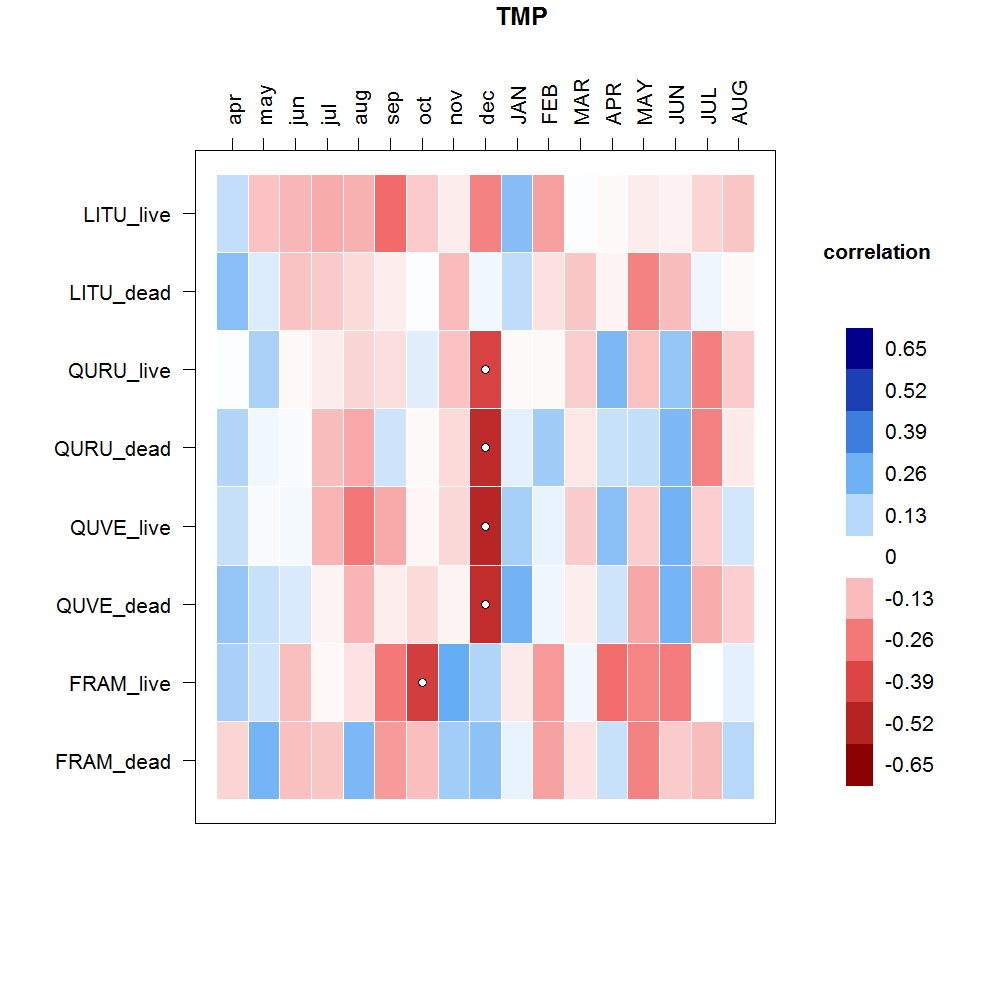 TMP
apr may jun jul aug sep oct nov dec JAN FEB MAR APR MAY JUN JUL AUG
LITU_live
LITU_dead
QURU_live
QURU_dead
QUVE_live
QUVE_dead
FRAM_live
FRAM_dead
correlation
0.65
0.52
0.39
0.26
0.13
0
-0.13
-0.26
-0.39
-0.52
-0.65